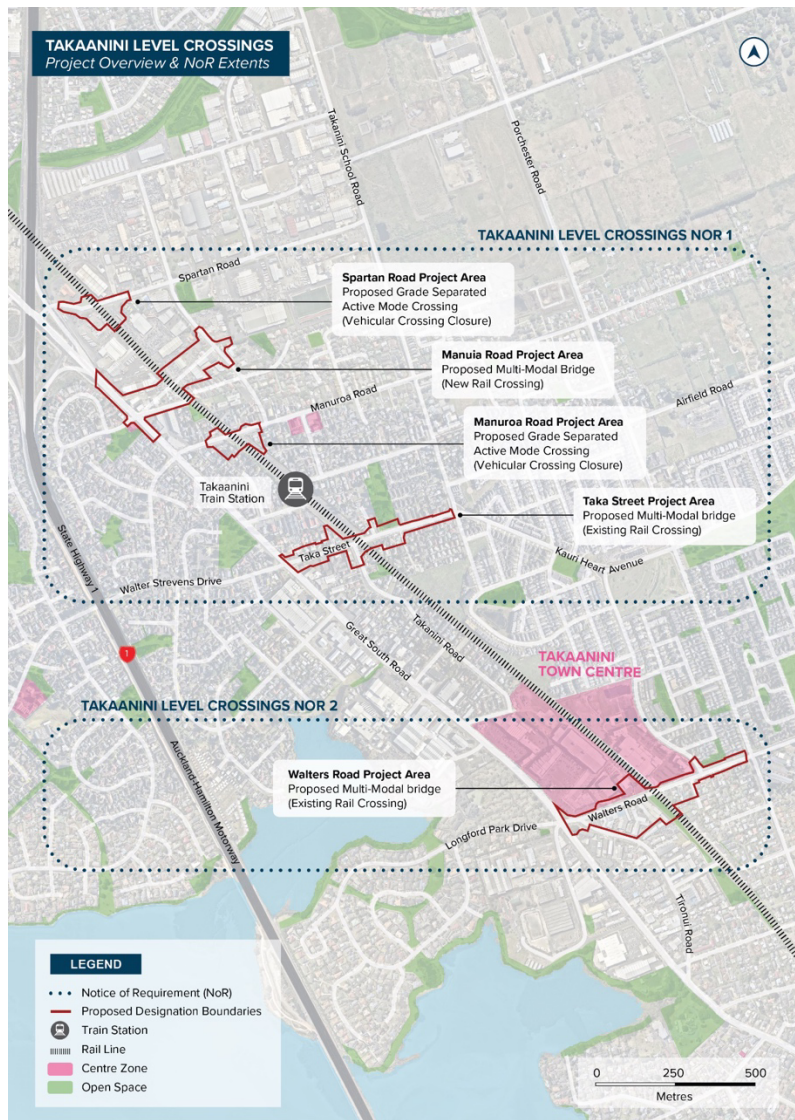 TAKAANINI LEVEL CROSSINGS
Project Overview & NoR Extents
Takanini School Road
Porchester Road
TAKAANINI LEVEL CROSSINGS NOR 1
Spartan Road
Spartan Road Project Area
Proposed Grade Separated
Active Mode Crossing
(Vehicular Crossing Closure)
Manuia Road Project Area
Proposed Multi-Modal Bridge
(New Rail Crossing)
Manuroa Road
Airfield Road
Manuroa Road Project Area
Proposed Grade Separated
Active Mode Crossing
(Vehicular Crossing Closure)
Takaanini
Train Station
Taka Street Project Area
Proposed Multi-Modal bridge
(Existing Rail Crossing)
State Highway 1
Taka Street
Kauri Heart Avenue
Walter Strevens Drive
Great South Road
Takanini Road
1
TAKAANINI
TOWN CENTRE
TAKAANINI LEVEL CROSSINGS NOR 2
Auckland-Hamilton Motorway
Walters Road Project Area
Proposed Multi-Modal bridge
(Existing Rail Crossing)
Walters Road
Longford Park Drive
Tironui Road
LEGEND
Notice of Requirement (NoR)
Proposed Designation Boundaries
Train Station
Rail Line
Centre Zone
Open Space
0 250 500
Metres